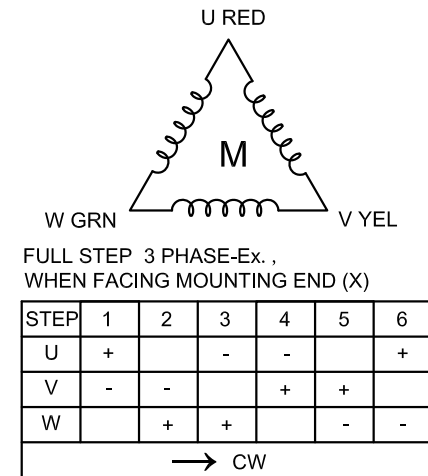 U RED
M
W GRN
V YEL
FULL STEP 3 PHASE-Ex. ,
WHEN FACING MOUNTING END (X)
STEP 1 2 3 4 5 6
U + - - +
V - - + +
W + + - -
→ CW